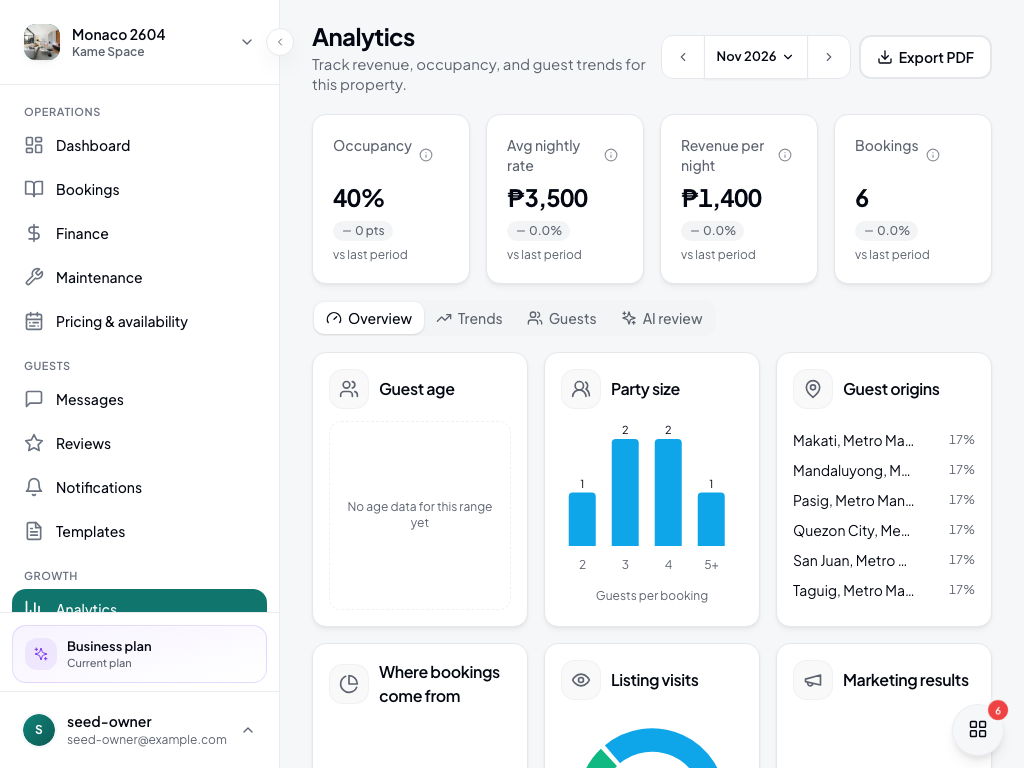 Monaco 2604
Kame Space
OPERATIONS
Dashboard
Bookings
Finance
Maintenance
Pricing & availability
GUESTS
Messages
Reviews
Notifications
Templates
GROWTH
Analytics
Business plan
Current plan
S
seed-owner
seed-owner@example.com
Analytics
Track revenue, occupancy, and guest trends for
this property.
Nov 2026
Export PDF
Occupancy
40%
– 0 pts
vs last period
Avg nightly
rate
₱3,500
– 0.0%
vs last period
Revenue per
night
₱1,400
– 0.0%
vs last period
Bookings
6
– 0.0%
vs last period
Overview
Trends
Guests
AI review
Guest age
No age data for this range
yet
Party size
1
2
2
1
2
3
4
5+
Guests per booking
Guest origins
Makati, Metro Ma... 17%
Mandaluyong, M... 17%
Pasig, Metro Man... 17%
Quezon City, Me... 17%
San Juan, Metro ... 17%
Taguig, Metro Ma... 17%
Where bookings
come from
Listing visits
Marketing results
6